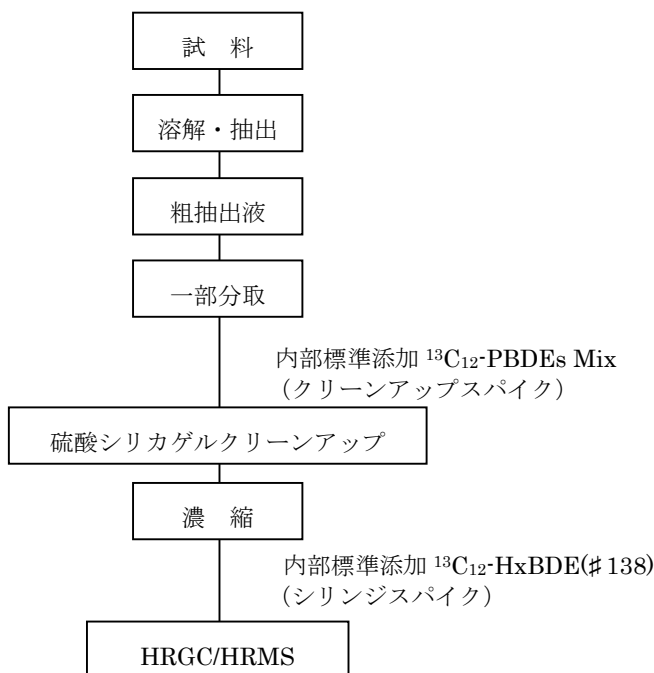 試　料
溶解・抽出
粗抽出液
一部分取
内部標準添加 ¹³C₁₂-PBDEs Mix
（クリーンアップスパイク）
硫酸シリカゲルクリーンアップ
濃　縮
内部標準添加 ¹³C₁₂-HxBDE(♯138)
（シリンジスパイク）
HRGC/HRMS